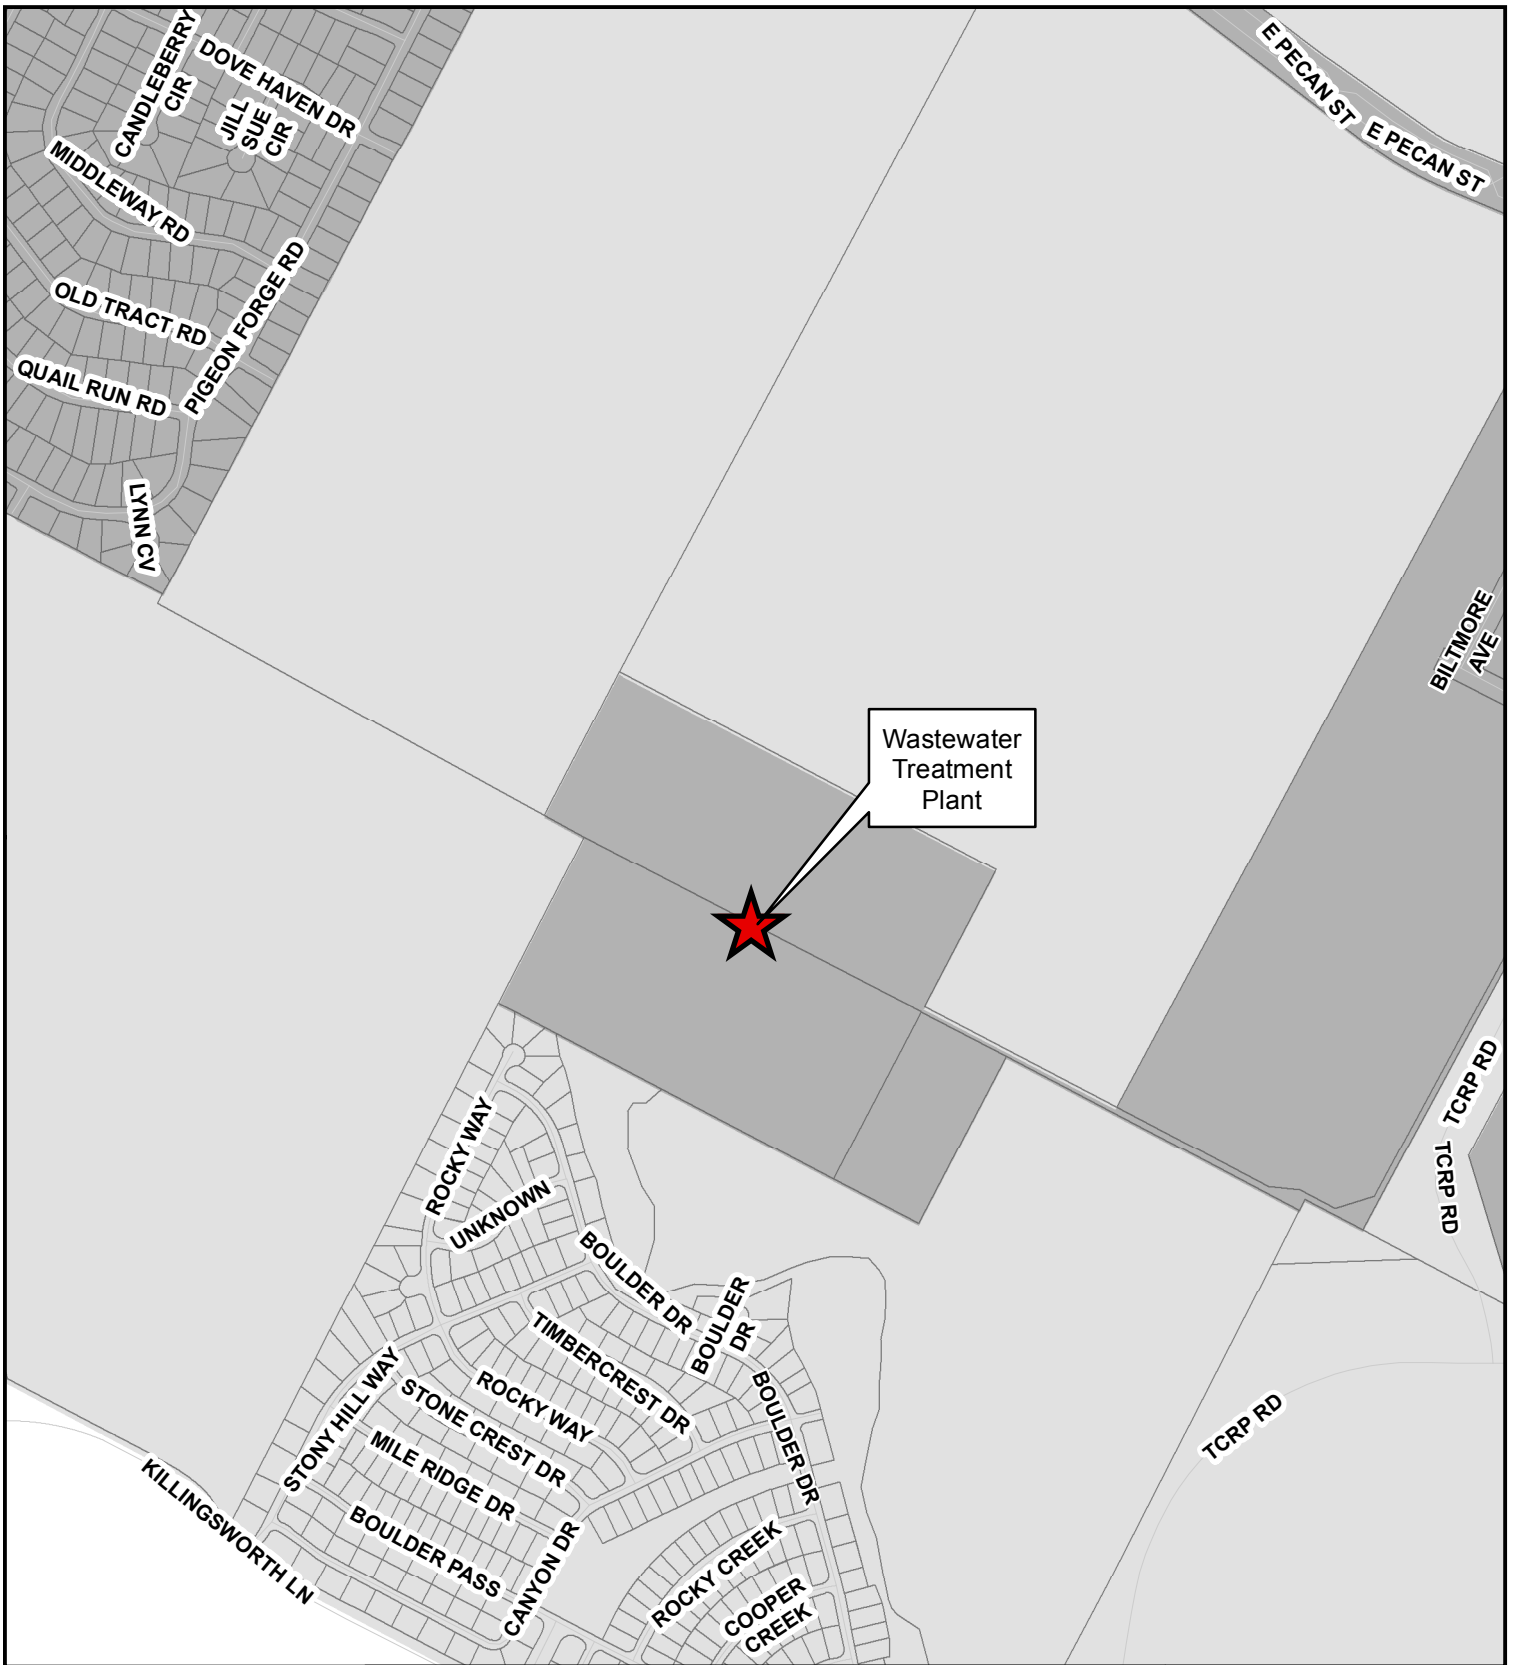 CANDLEBERRY
CIR
DOVE HAVEN DR
JILL
SUE
CIR
E PECAN ST
E PECAN ST
MIDDLEWAY RD
OLD TRACT RD
PIGEON FORGE RD
QUAIL RUN RD
LYNN CV
BILTMORE
AVE
Wastewater
Treatment
Plant
TCRP RD
TCRP RD
ROCKY WAY
UNKNOWN
BOULDER DR
BOULDER
DR
TIMBERCREST DR
STONY HILL WAY
ROCKY WAY
STONE CREST DR
BOULDER DR
TCRP RD
MILE RIDGE DR
KILLINGSWORTH LN
BOULDER PASS
CANYON DR
ROCKY CREEK
COOPER
CREEK